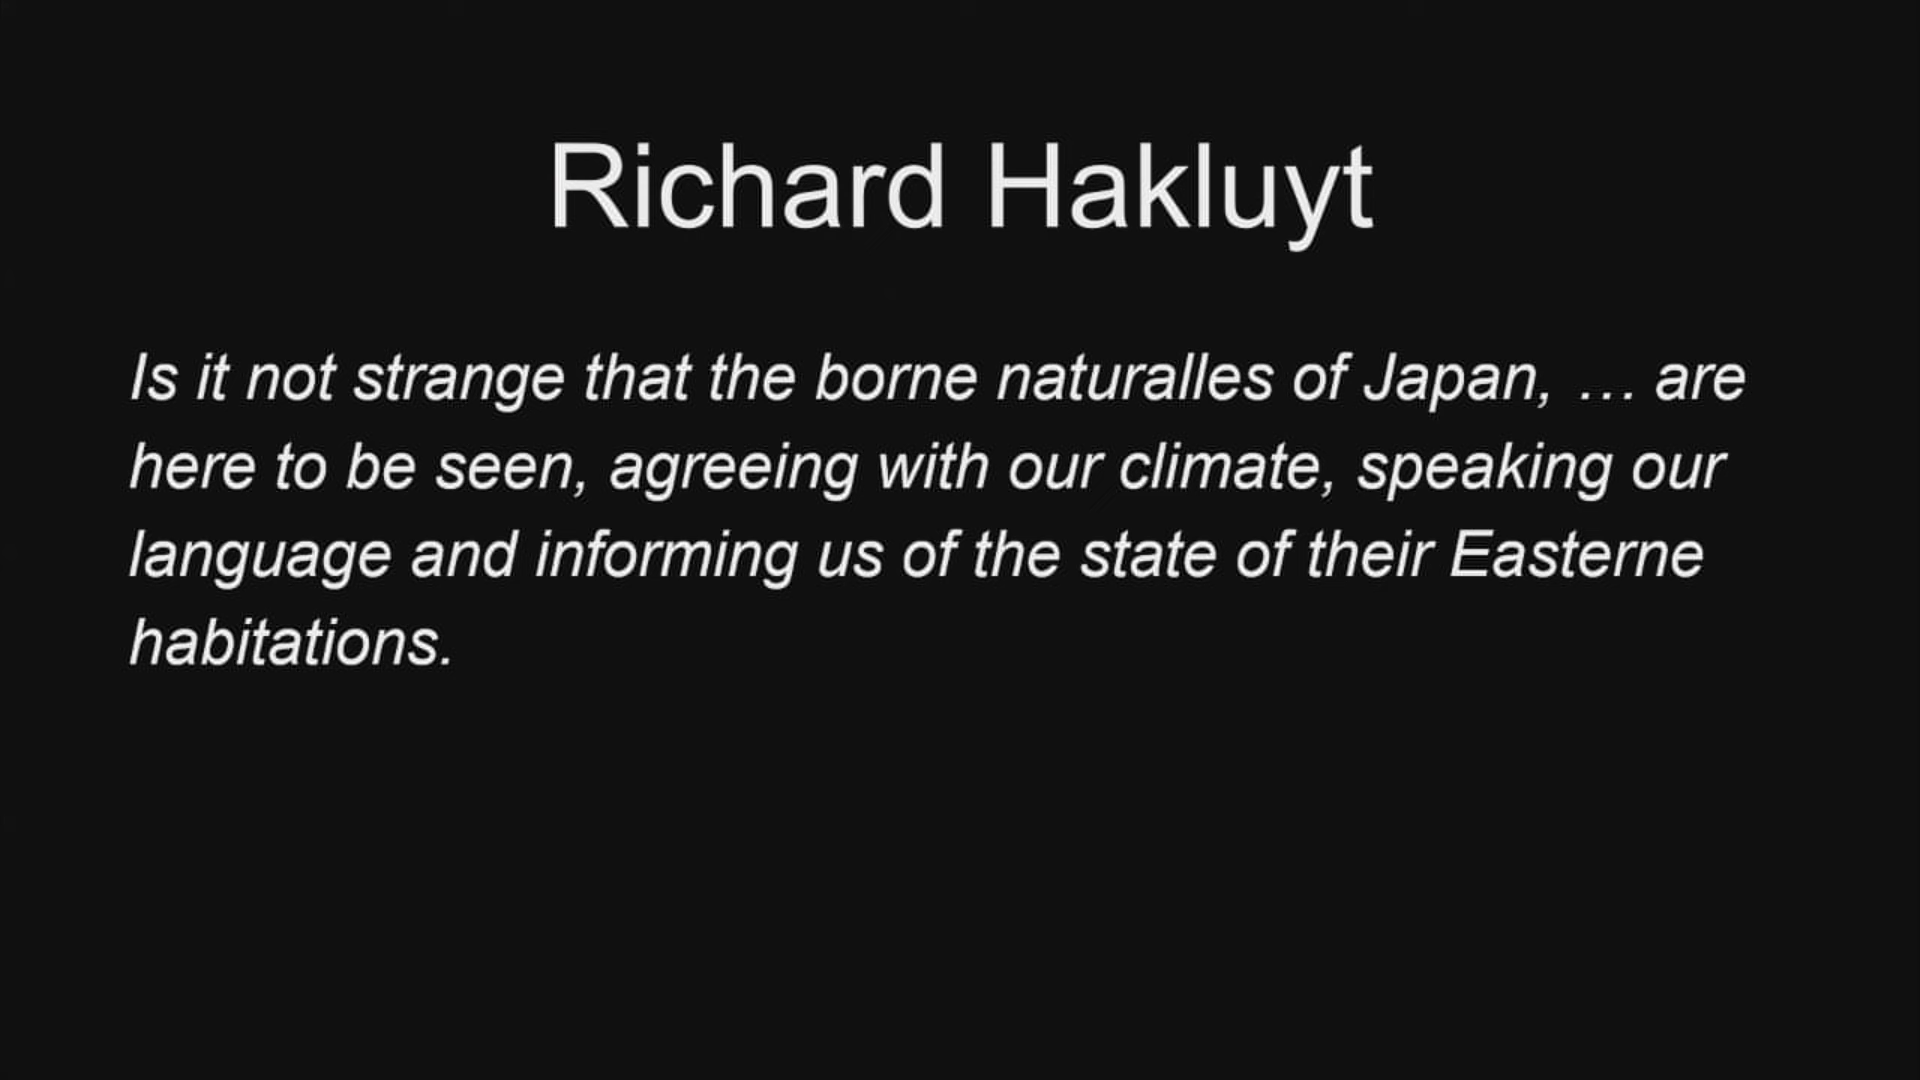 Richard Hakluyt
Is it not strange that the borne naturalles of Japan, … are
here to be seen, agreeing with our climate, speaking our
language and informing us of the state of their Easterne
habitations.